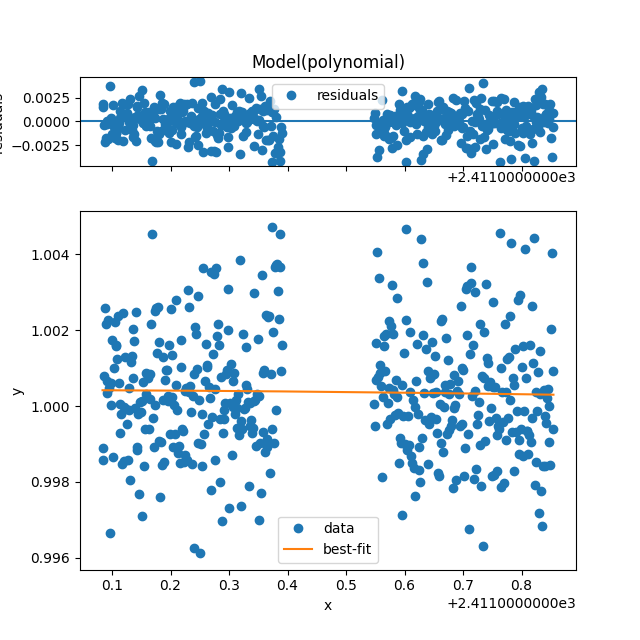 Model(polynomial)
residuals
0.0025
0.0000
−0.0025
residuals
+2.4110000000e3
1.004
1.002
1.000
0.998
0.996
y
data
best-fit
0.1 0.2 0.3 0.4 0.5 0.6 0.7 0.8
x
+2.4110000000e3